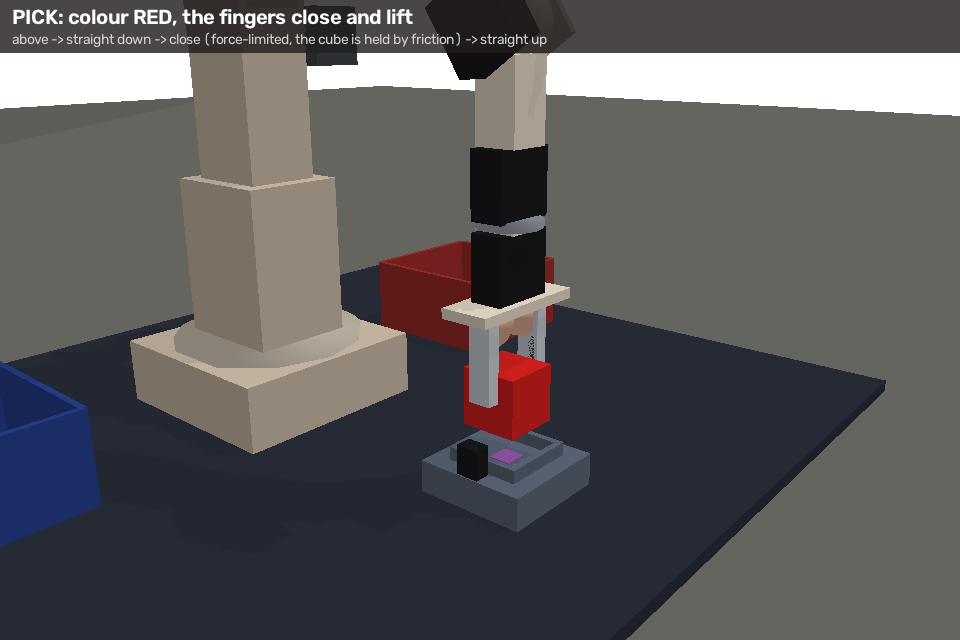 PICK: colour RED, the fingers close and lift
above -> straight down -> close (force-limited, the cube is held by friction) -> straight up